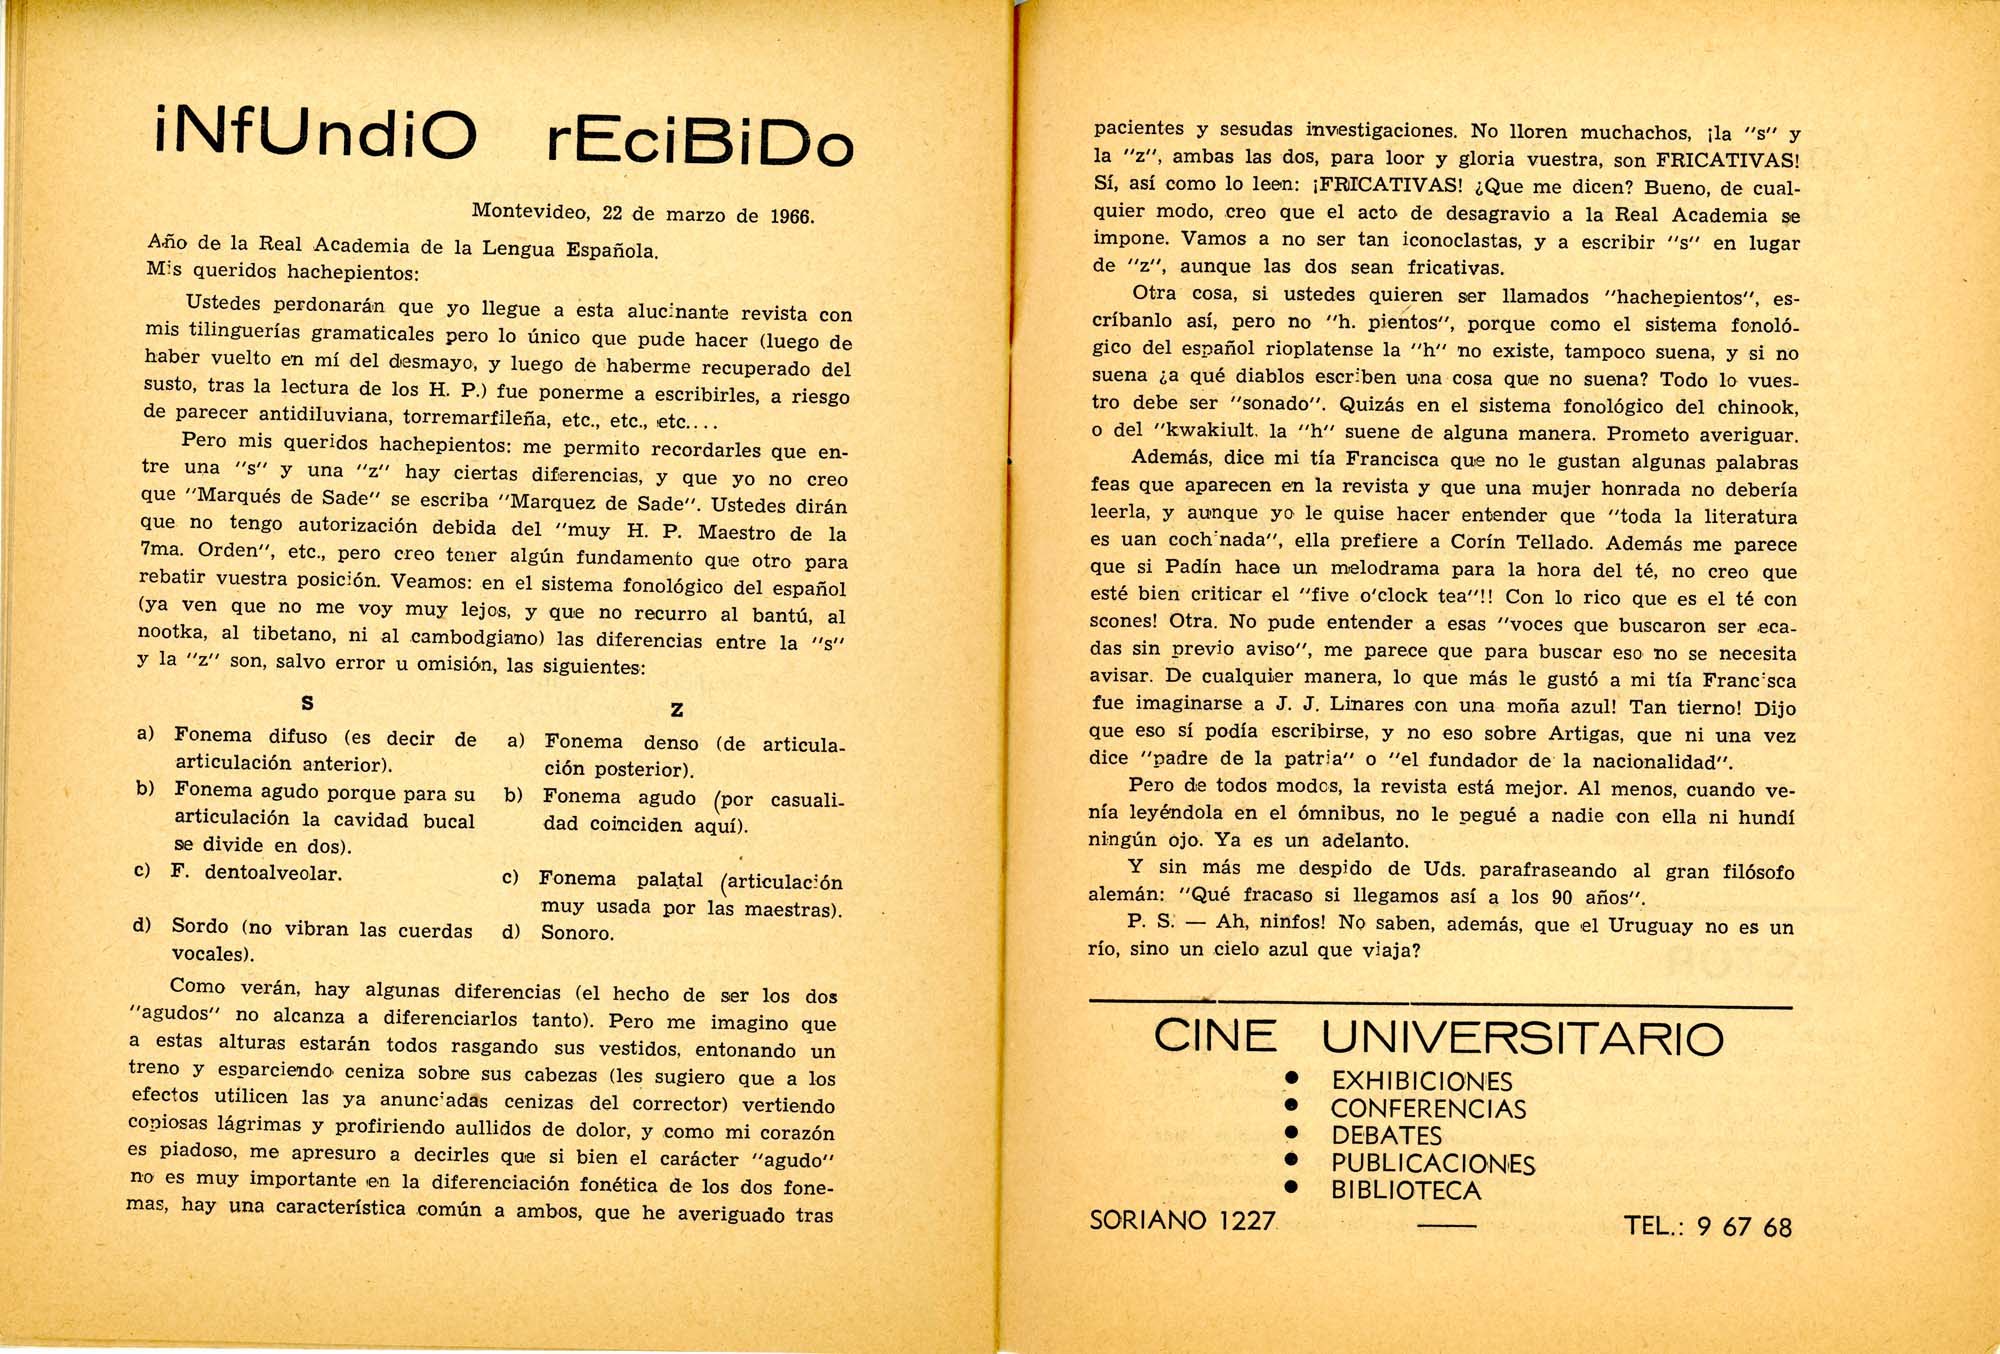 iNfUndiO rEciBiDo
Montevideo, 22 de marzo de 1966.
Año de la Real Academia de la Lengua Española.
Mis queridos hachepientos:
Ustedes perdonarán que yo llegue a esta alucinante revista con
mis tilinguerías gramaticales pero lo único que pude hacer (luego de
haber vuelto en mí del desmayo, y luego de haberme recuperado del
susto, tras la lectura de los H. P.) fue ponerme a escribirles, a riesgo
de parecer antidiluviana, torremarfileña, etc., etc., etc....
Pero mis queridos hachepientos: me permito recordarles que en-
tre una "s" y una "z" hay ciertas diferencias, y que yo no creo
que "Marqués de Sade" se escriba "Marquez de Sade". Ustedes dirán
que no tengo autorización debida del "muy H. P. Maestro de la
7ma. Orden", etc., pero creo tener algún fundamento que otro para
rebatir vuestra posición. Veamos: en el sistema fonológico del español
(ya ven que no me voy muy lejos, y que no recurro al bantú, al
nootka, al tibetano, ni al cambodgiano) las diferencias entre la "s"
y la "z" son, salvo error u omisión, las siguientes:
S
a) Fonema difuso (es decir de
articulación anterior).
b) Fonema agudo porque para su
articulación la cavidad bucal
se divide en dos).
c) F. dentoalveolar.
d) Sordo (no vibran las cuerdas
vocales).
Z
a) Fonema denso (de articula-
ción posterior).
b) Fonema agudo (por casuali-
dad coinciden aquí).
c) Fonema palatal (articulación
muy usada por las maestras).
d) Sonoro.
Como verán, hay algunas diferencias (el hecho de ser los dos
"agudos" no alcanza a diferenciarlos tanto). Pero me imagino que
a estas alturas estarán todos rasgando sus vestidos, entonando un
treno y esparciendo ceniza sobre sus cabezas (les sugiero que a los
efectos utilicen las ya anunciadas cenizas del corrector) vertiendo
copiosas lágrimas y profiriendo aullidos de dolor, y como mi corazón
es piadoso, me apresuro a decirles que si bien el carácter "agudo"
no es muy importante en la diferenciación fonética de los dos fone-
mas, hay una característica común a ambos, que he averiguado tras
pacientes y sesudas investigaciones. No lloren muchachos, ¡la "s" y
la "z", ambas las dos, para loor y gloria vuestra, son FRICATIVAS!
Sí, así como lo leen: ¡FRICATIVAS! ¿Que me dicen? Bueno, de cual-
quier modo, creo que el acto de desagravio a la Real Academia se
impone. Vamos a no ser tan iconoclastas, y a escribir "s" en lugar
de "z", aunque las dos sean fricativas.
Otra cosa, si ustedes quieren ser llamados "hachepientos", es-
críbanlo así, pero no "h. pientos", porque como el sistema fonoló-
gico del español rioplatense la "h" no existe, tampoco suena, y si no
suena ¿a qué diablos escriben una cosa que no suena? Todo lo vues-
tro debe ser "sonado". Quizás en el sistema fonológico del chinook,
o del "kwakiult. la "h" suene de alguna manera. Prometo averiguar.
Además, dice mi tía Francisca que no le gustan algunas palabras
feas que aparecen en la revista y que una mujer honrada no debería
leerla, y aunque yo le quise hacer entender que "toda la literatura
es uan cochinada", ella prefiere a Corín Tellado. Además me parece
que si Padín hace un melodrama para la hora del té, no creo que
esté bien criticar el "five o'clock tea"!! Con lo rico que es el té con
scones! Otra. No pude entender a esas "voces que buscaron ser eca-
das sin previo aviso", me parece que para buscar eso no se necesita
avisar. De cualquier manera, lo que más le gustó a mi tía Francisca
fue imaginarse a J. J. Linares con una moña azul! Tan tierno! Dijo
que eso sí podía escribirse, y no eso sobre Artigas, que ni una vez
dice "padre de la patria" o "el fundador de la nacionalidad".
Pero de todos modos, la revista está mejor. Al menos, cuando ve-
nía leyéndola en el ómnibus, no le pegué a nadie con ella ni hundí
ningún ojo. Ya es un adelanto.
Y sin más me despido de Uds. parafraseando al gran filósofo
alemán: "Qué fracaso si llegamos así a los 90 años".
P. S. — Ah, ninfos! No saben, además, que el Uruguay no es un
río, sino un cielo azul que viaja?
CINE UNIVERSITARIO
• EXHIBICIONES
• CONFERENCIAS
• DEBATES
• PUBLICACIONES
• BIBLIOTECA
SORIANO 1227 — TEL.: 9 67 68